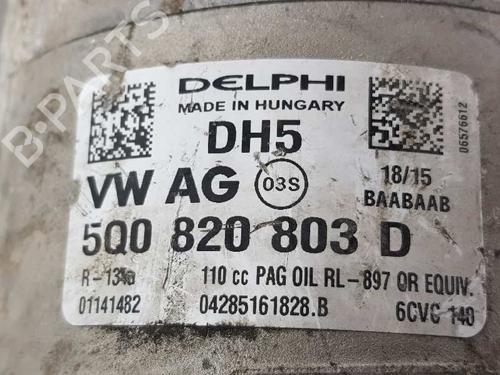 DELPHI
MADE IN HUNGARY
06576612
DH5
18/15
VW AG 03S BAABAAB
5Q0 820 803 D
R-134a 110 cc PAG OIL RL-897 OR EQUIV.
01141482 04285161828.B 6CVC 140
B-PARTS